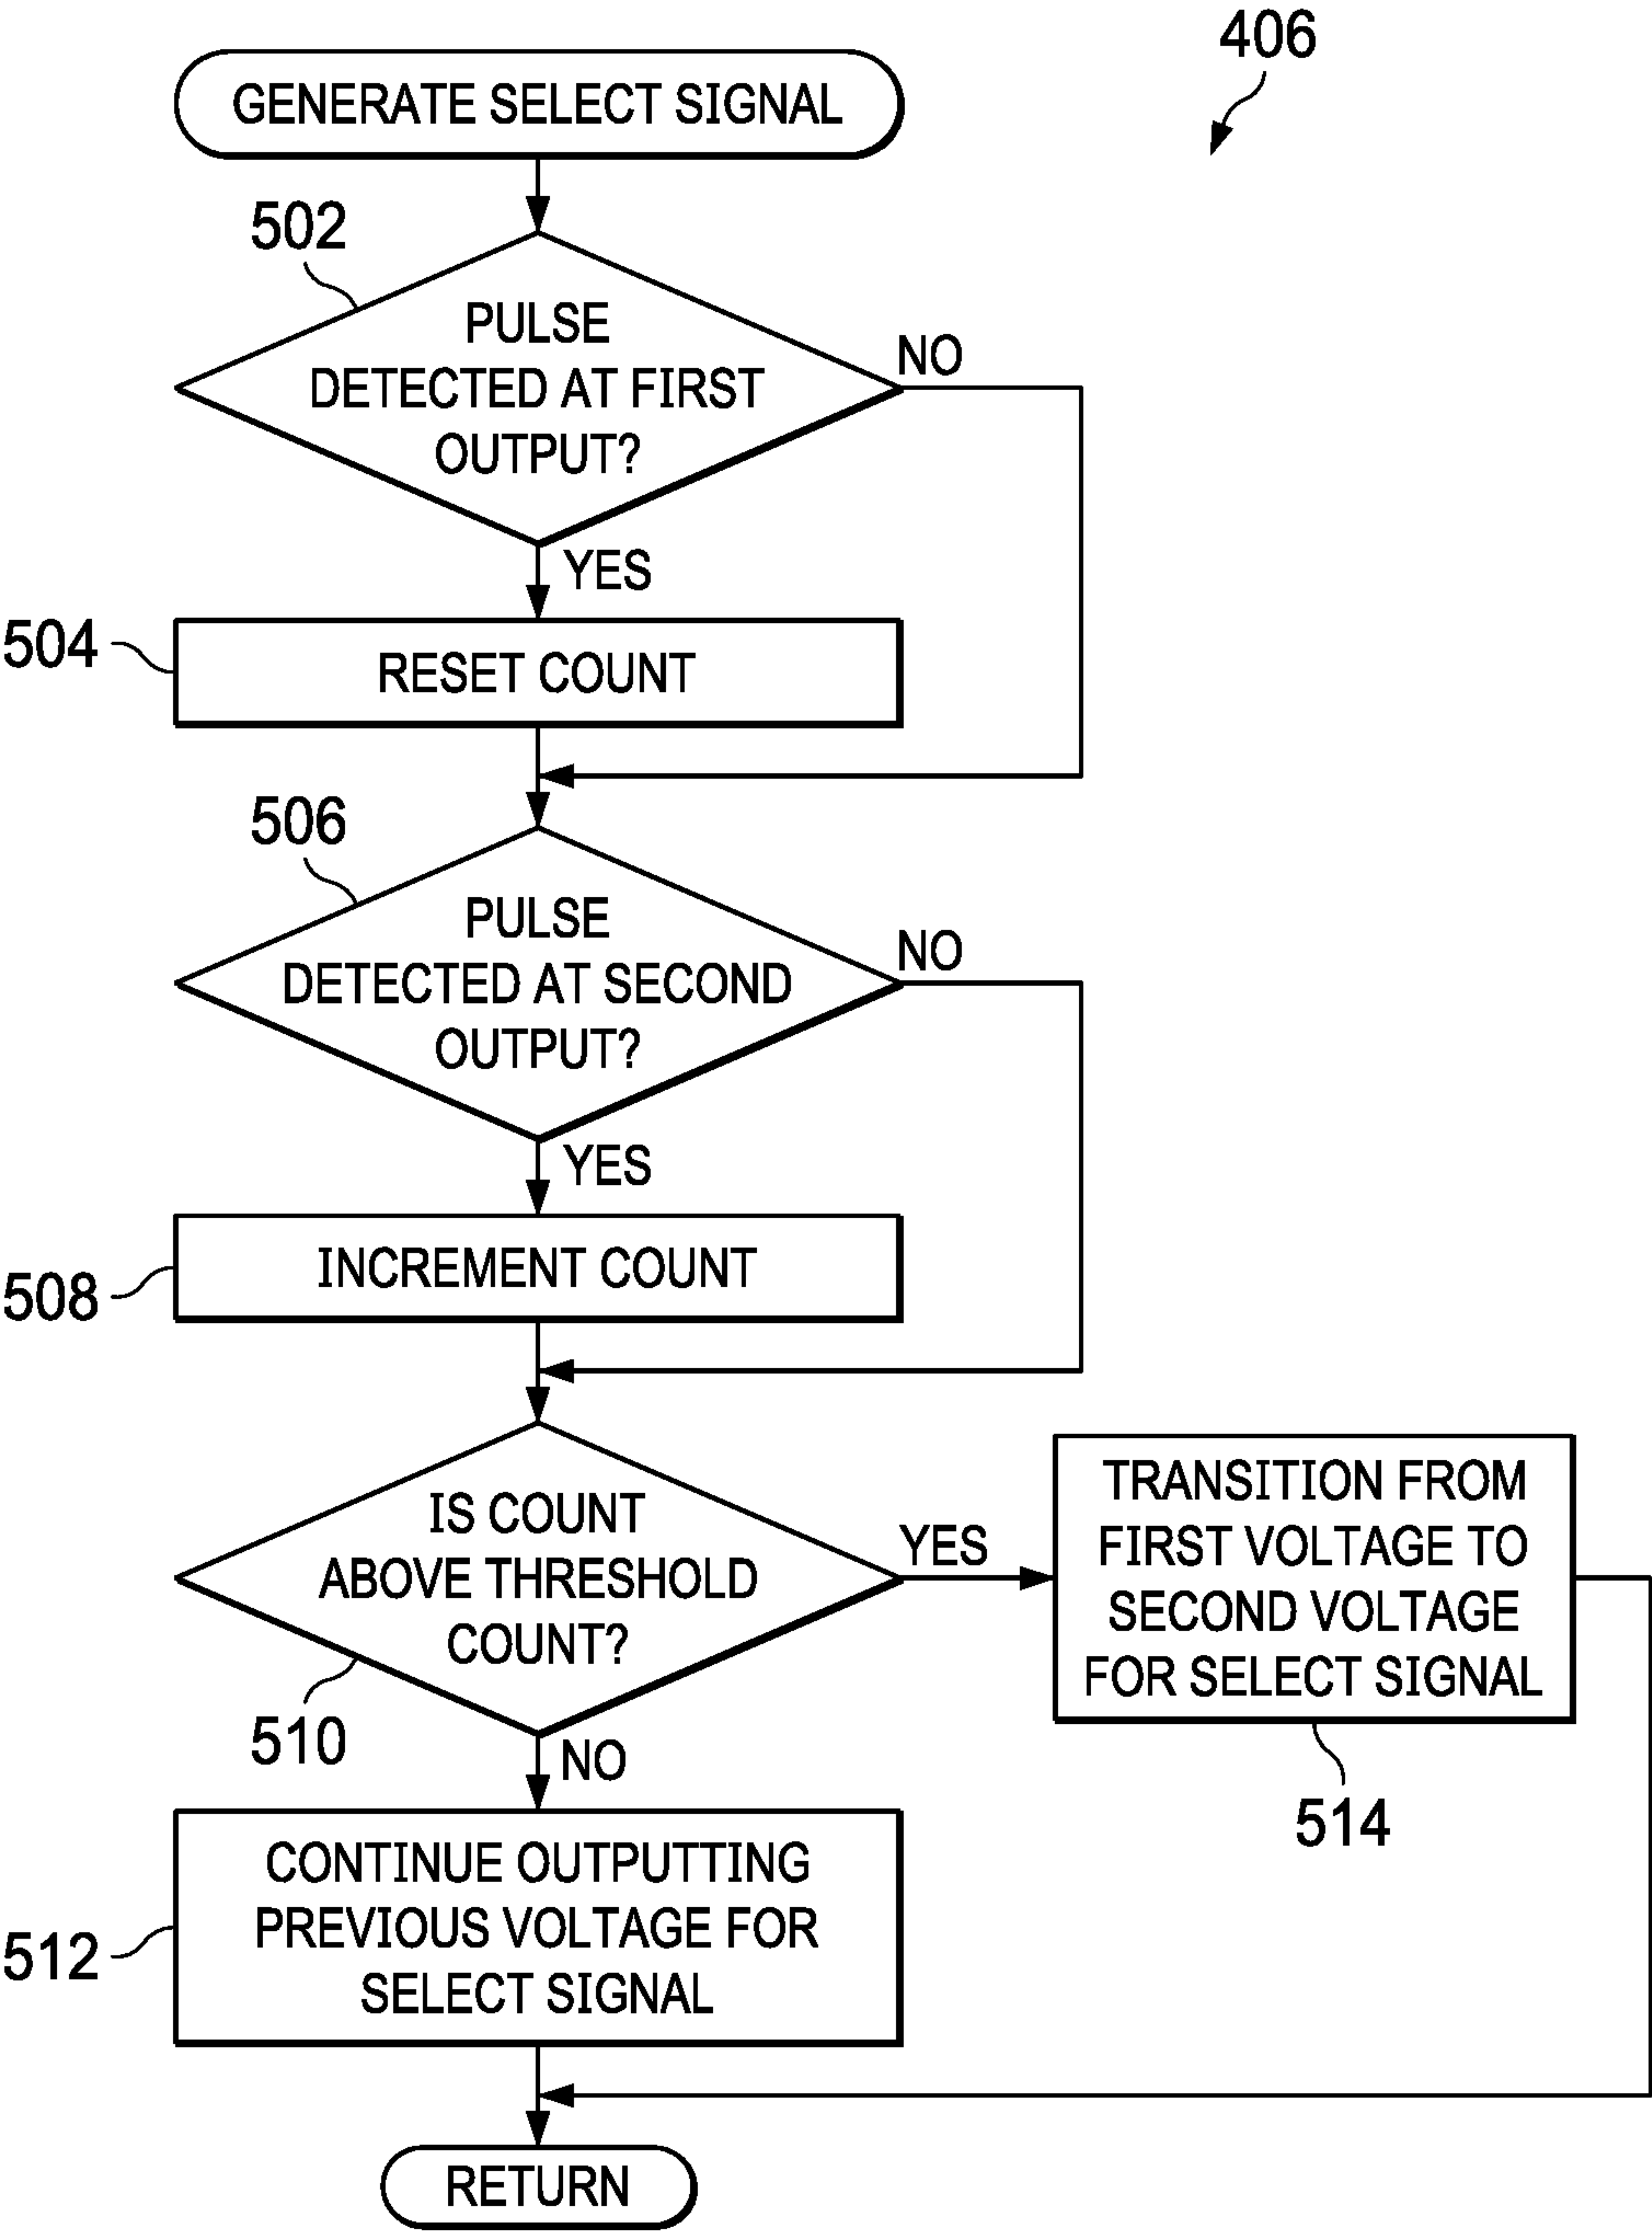 406
GENERATE SELECT SIGNAL
502
PULSE
DETECTED AT FIRST
OUTPUT?
NO
YES
504
RESET COUNT
506
PULSE
DETECTED AT SECOND
OUTPUT?
NO
YES
508
INCREMENT COUNT
IS COUNT
ABOVE THRESHOLD
COUNT?
510
YES
TRANSITION FROM
FIRST VOLTAGE TO
SECOND VOLTAGE
FOR SELECT SIGNAL
514
NO
512
CONTINUE OUTPUTTING
PREVIOUS VOLTAGE FOR
SELECT SIGNAL
RETURN